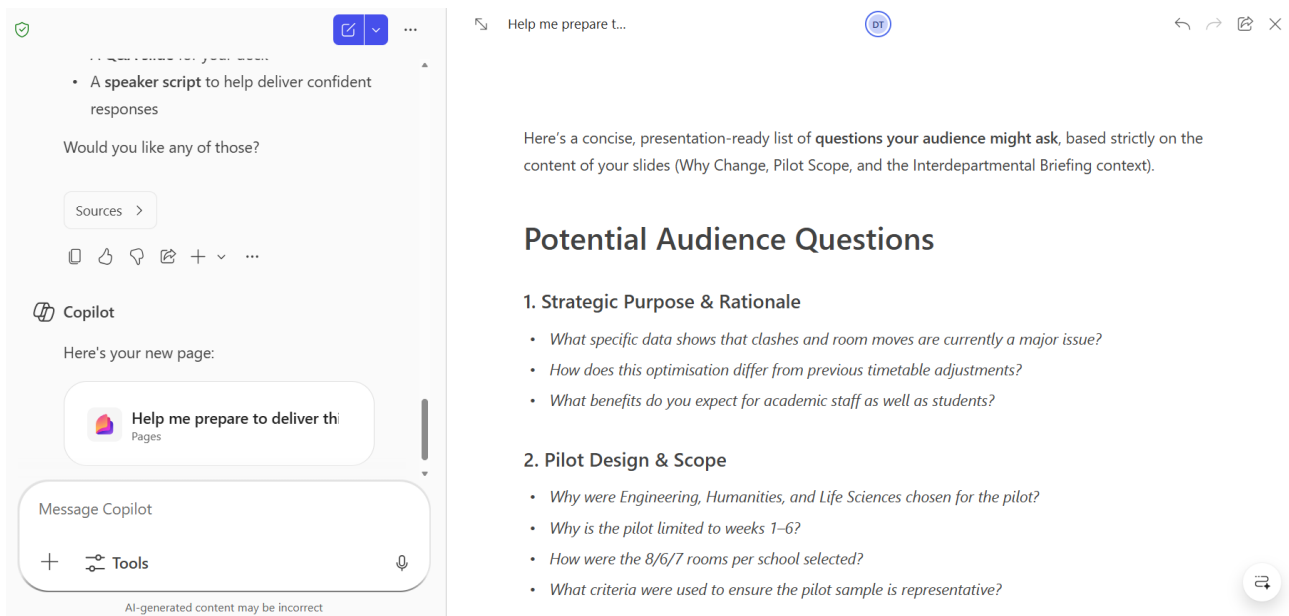 A Q&A slide for your deck
• A speaker script to help deliver confident
responses
Would you like any of those?
Sources
Copilot
Here's your new page:
Help me prepare to deliver thi
Pages
Message Copilot
Tools
AI-generated content may be incorrect
Help me prepare t...
DT
Here's a concise, presentation-ready list of questions your audience might ask, based strictly on the
content of your slides (Why Change, Pilot Scope, and the Interdepartmental Briefing context).
Potential Audience Questions
1. Strategic Purpose & Rationale
• What specific data shows that clashes and room moves are currently a major issue?
• How does this optimisation differ from previous timetable adjustments?
• What benefits do you expect for academic staff as well as students?
2. Pilot Design & Scope
• Why were Engineering, Humanities, and Life Sciences chosen for the pilot?
• Why is the pilot limited to weeks 1–6?
• How were the 8/6/7 rooms per school selected?
• What criteria were used to ensure the pilot sample is representative?